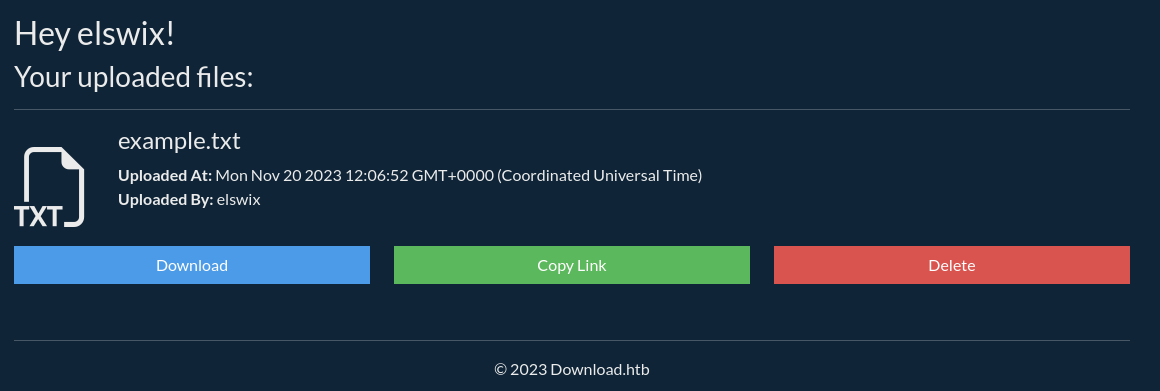 Hey elswix!
Your uploaded files:
example.txt
Uploaded At: Mon Nov 20 2023 12:06:52 GMT+0000 (Coordinated Universal Time)
Uploaded By: elswix
TXT
Download
Copy Link
Delete
© 2023 Download.htb